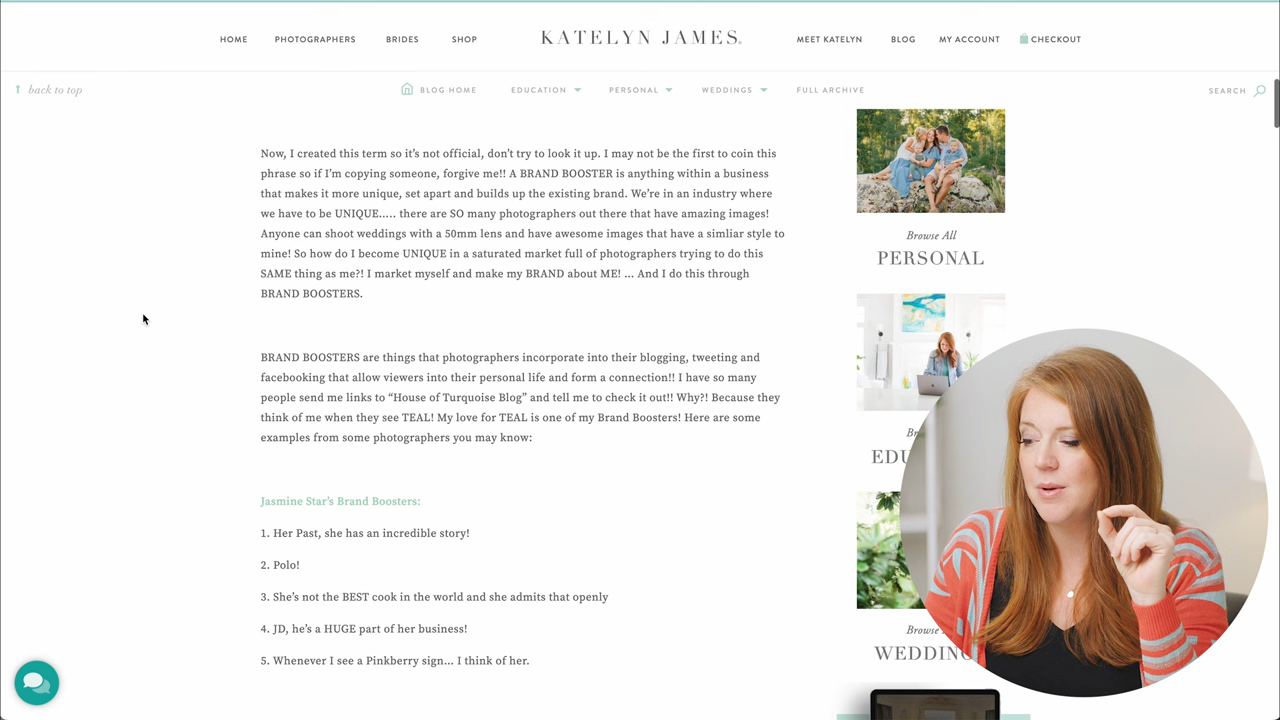 HOME PHOTOGRAPHERS BRIDES SHOP KATELYN JAMES® MEET KATELYN BLOG MY ACCOUNT CHECKOUT
back to top BLOG HOME EDUCATION PERSONAL WEDDINGS FULL ARCHIVE SEARCH
Now, I created this term so it’s not official, don’t try to look it up. I may not be the first to coin this
phrase so if I’m copying someone, forgive me!! A BRAND BOOSTER is anything within a business
that makes it more unique, set apart and builds up the existing brand. We’re in an industry where
we have to be UNIQUE….. there are SO many photographers out there that have amazing images!
Anyone can shoot weddings with a 50mm lens and have awesome images that have a simliar style to
mine! So how do I become UNIQUE in a saturated market full of photographers trying to do this
SAME thing as me?! I market myself and make my BRAND about ME! … And I do this through
BRAND BOOSTERS.
BRAND BOOSTERS are things that photographers incorporate into their blogging, tweeting and
facebooking that allow viewers into their personal life and form a connection!! I have so many
people send me links to “House of Turquoise Blog” and tell me to check it out!! Why?! Because they
think of me when they see TEAL! My love for TEAL is one of my Brand Boosters! Here are some
examples from some photographers you may know:
Jasmine Star’s Brand Boosters:
1. Her Past, she has an incredible story!
2. Polo!
3. She’s not the BEST cook in the world and she admits that openly
4. JD, he’s a HUGE part of her business!
5. Whenever I see a Pinkberry sign… I think of her.
Browse All
PERSONAL